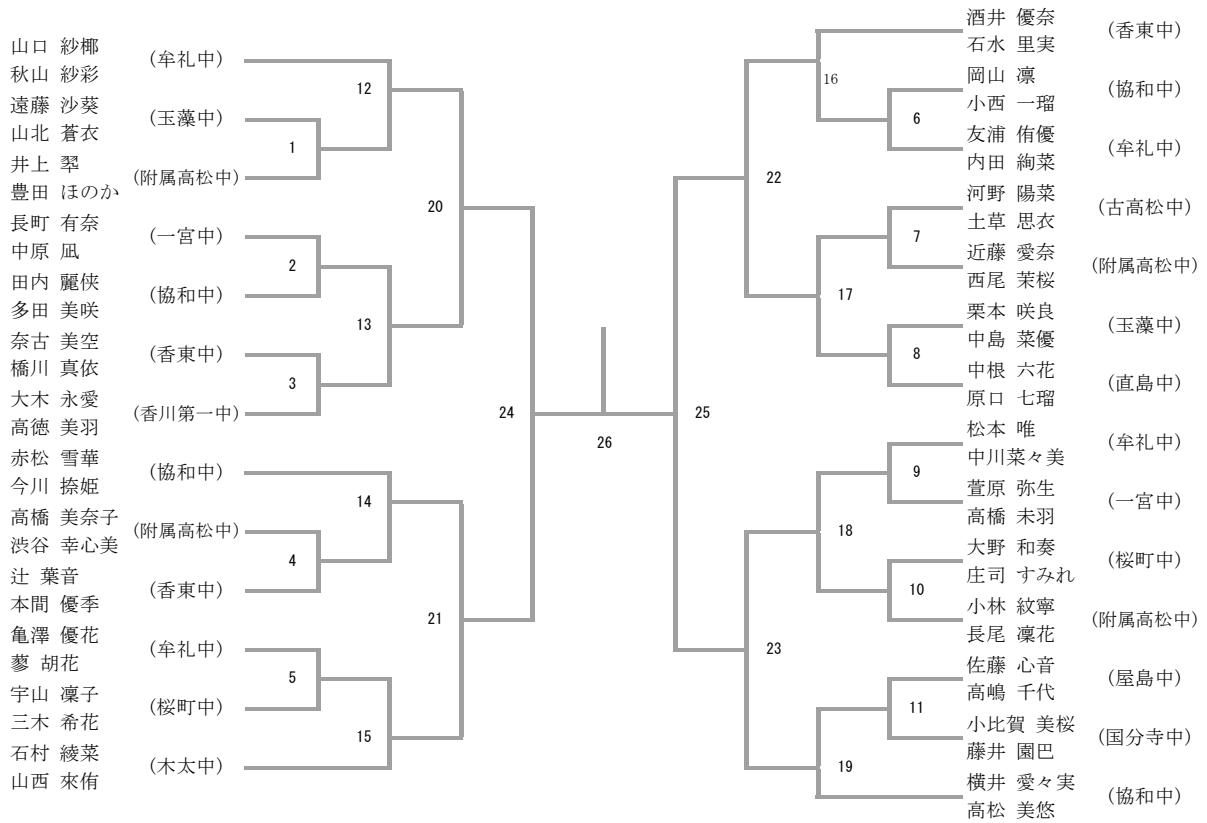 山口 紗椰
秋山 紗彩
(牟礼中)
遠藤 沙葵
山北 蒼衣
(玉藻中)
井上 翆
豊田 ほのか
(附属高松中)
長町 有奈
中原 凪
(一宮中)
田内 麗侠
多田 美咲
(協和中)
奈古 美空
橋川 真依
(香東中)
大木 永愛
高徳 美羽
(香川第一中)
赤松 雪華
今川 捺姫
(協和中)
高橋 美奈子
渋谷 幸心美
(附属高松中)
辻 葉音
本間 優季
(香東中)
亀澤 優花
蓼 胡花
(牟礼中)
宇山 凜子
三木 希花
(桜町中)
石村 綾菜
山西 來侑
(木太中)
12
1
20
2
13
3
24
14
4
21
5
15
26
25
16
6
22
7
17
8
9
18
10
23
11
19
酒井 優奈
石水 里実
(香東中)
岡山 凛
小西 一瑠
(協和中)
友浦 侑優
内田 絢菜
(牟礼中)
河野 陽菜
土草 思衣
(古高松中)
近藤 愛奈
西尾 茉桜
(附属高松中)
栗本 咲良
中島 菜優
(玉藻中)
中根 六花
原口 七瑠
(直島中)
松本 唯
中川菜々美
(牟礼中)
萱原 弥生
高橋 未羽
(一宮中)
大野 和奏
庄司 すみれ
(桜町中)
小林 紋寧
長尾 凜花
(附属高松中)
佐藤 心音
高嶋 千代
(屋島中)
小比賀 美桜
藤井 園巴
(国分寺中)
横井 愛々実
高松 美悠
(協和中)